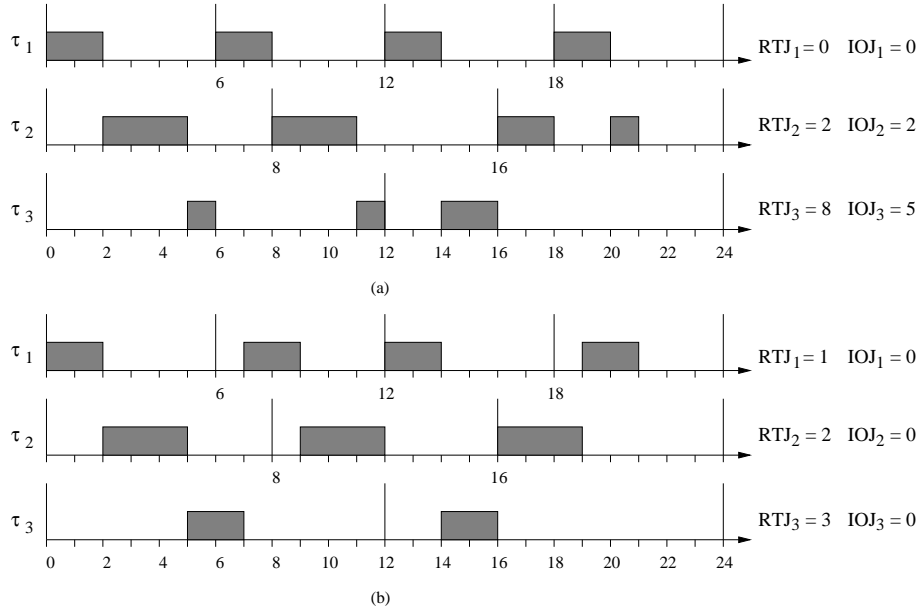 τ 1 RTJ1 = 0 IOJ1 = 0
6 12 18
τ 2 RTJ2 = 2 IOJ2 = 2
8 16
τ 3 RTJ3 = 8 IOJ3 = 5
0 2 4 6 8 10 12 14 16 18 20 22 24
(a)
τ 1 RTJ1 = 1 IOJ1 = 0
6 12 18
τ 2 RTJ2 = 2 IOJ2 = 0
8 16
τ 3 RTJ3 = 3 IOJ3 = 0
0 2 4 6 8 10 12 14 16 18 20 22 24
(b)